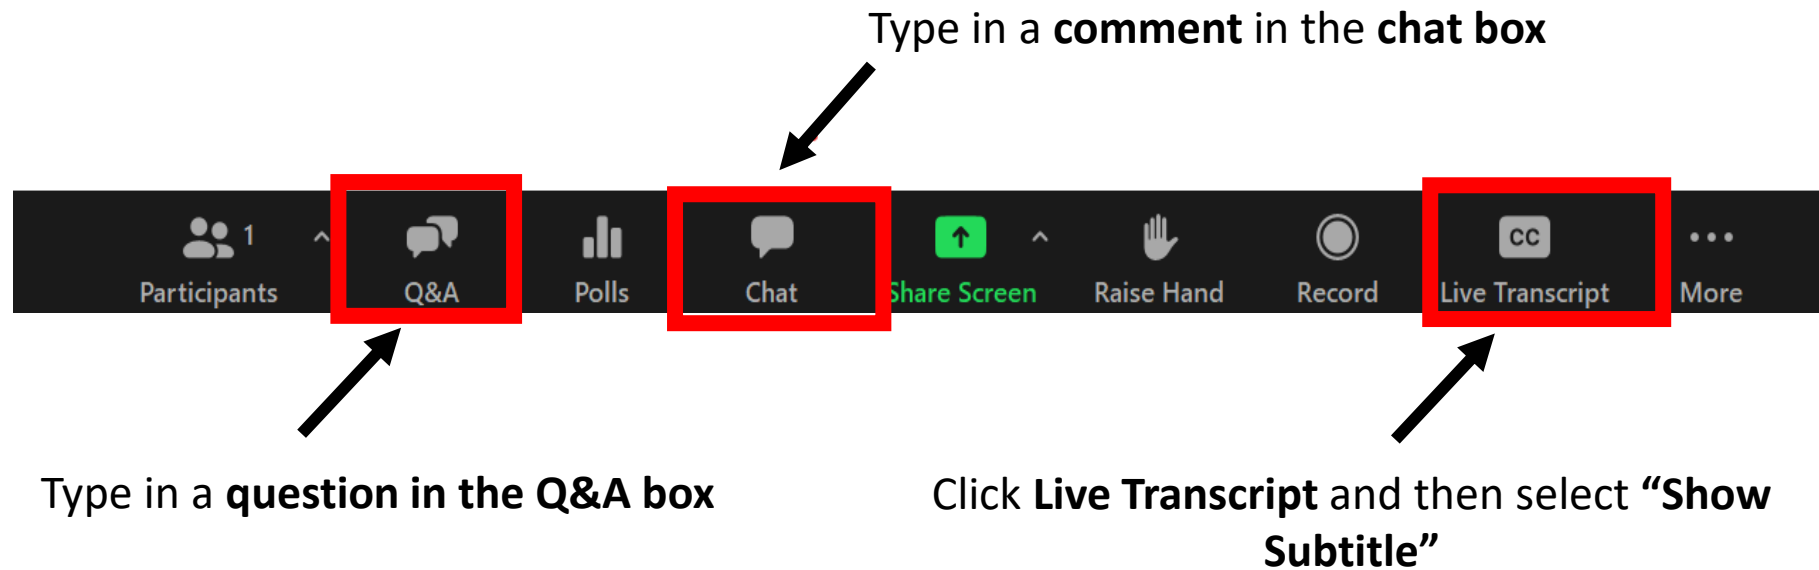 Type in a comment in the chat box
1
Participants
Q&A
Polls
Chat
Share Screen
Raise Hand
Record
CC
Live Transcript
More
Type in a question in the Q&A box
Click Live Transcript and then select “Show
Subtitle”